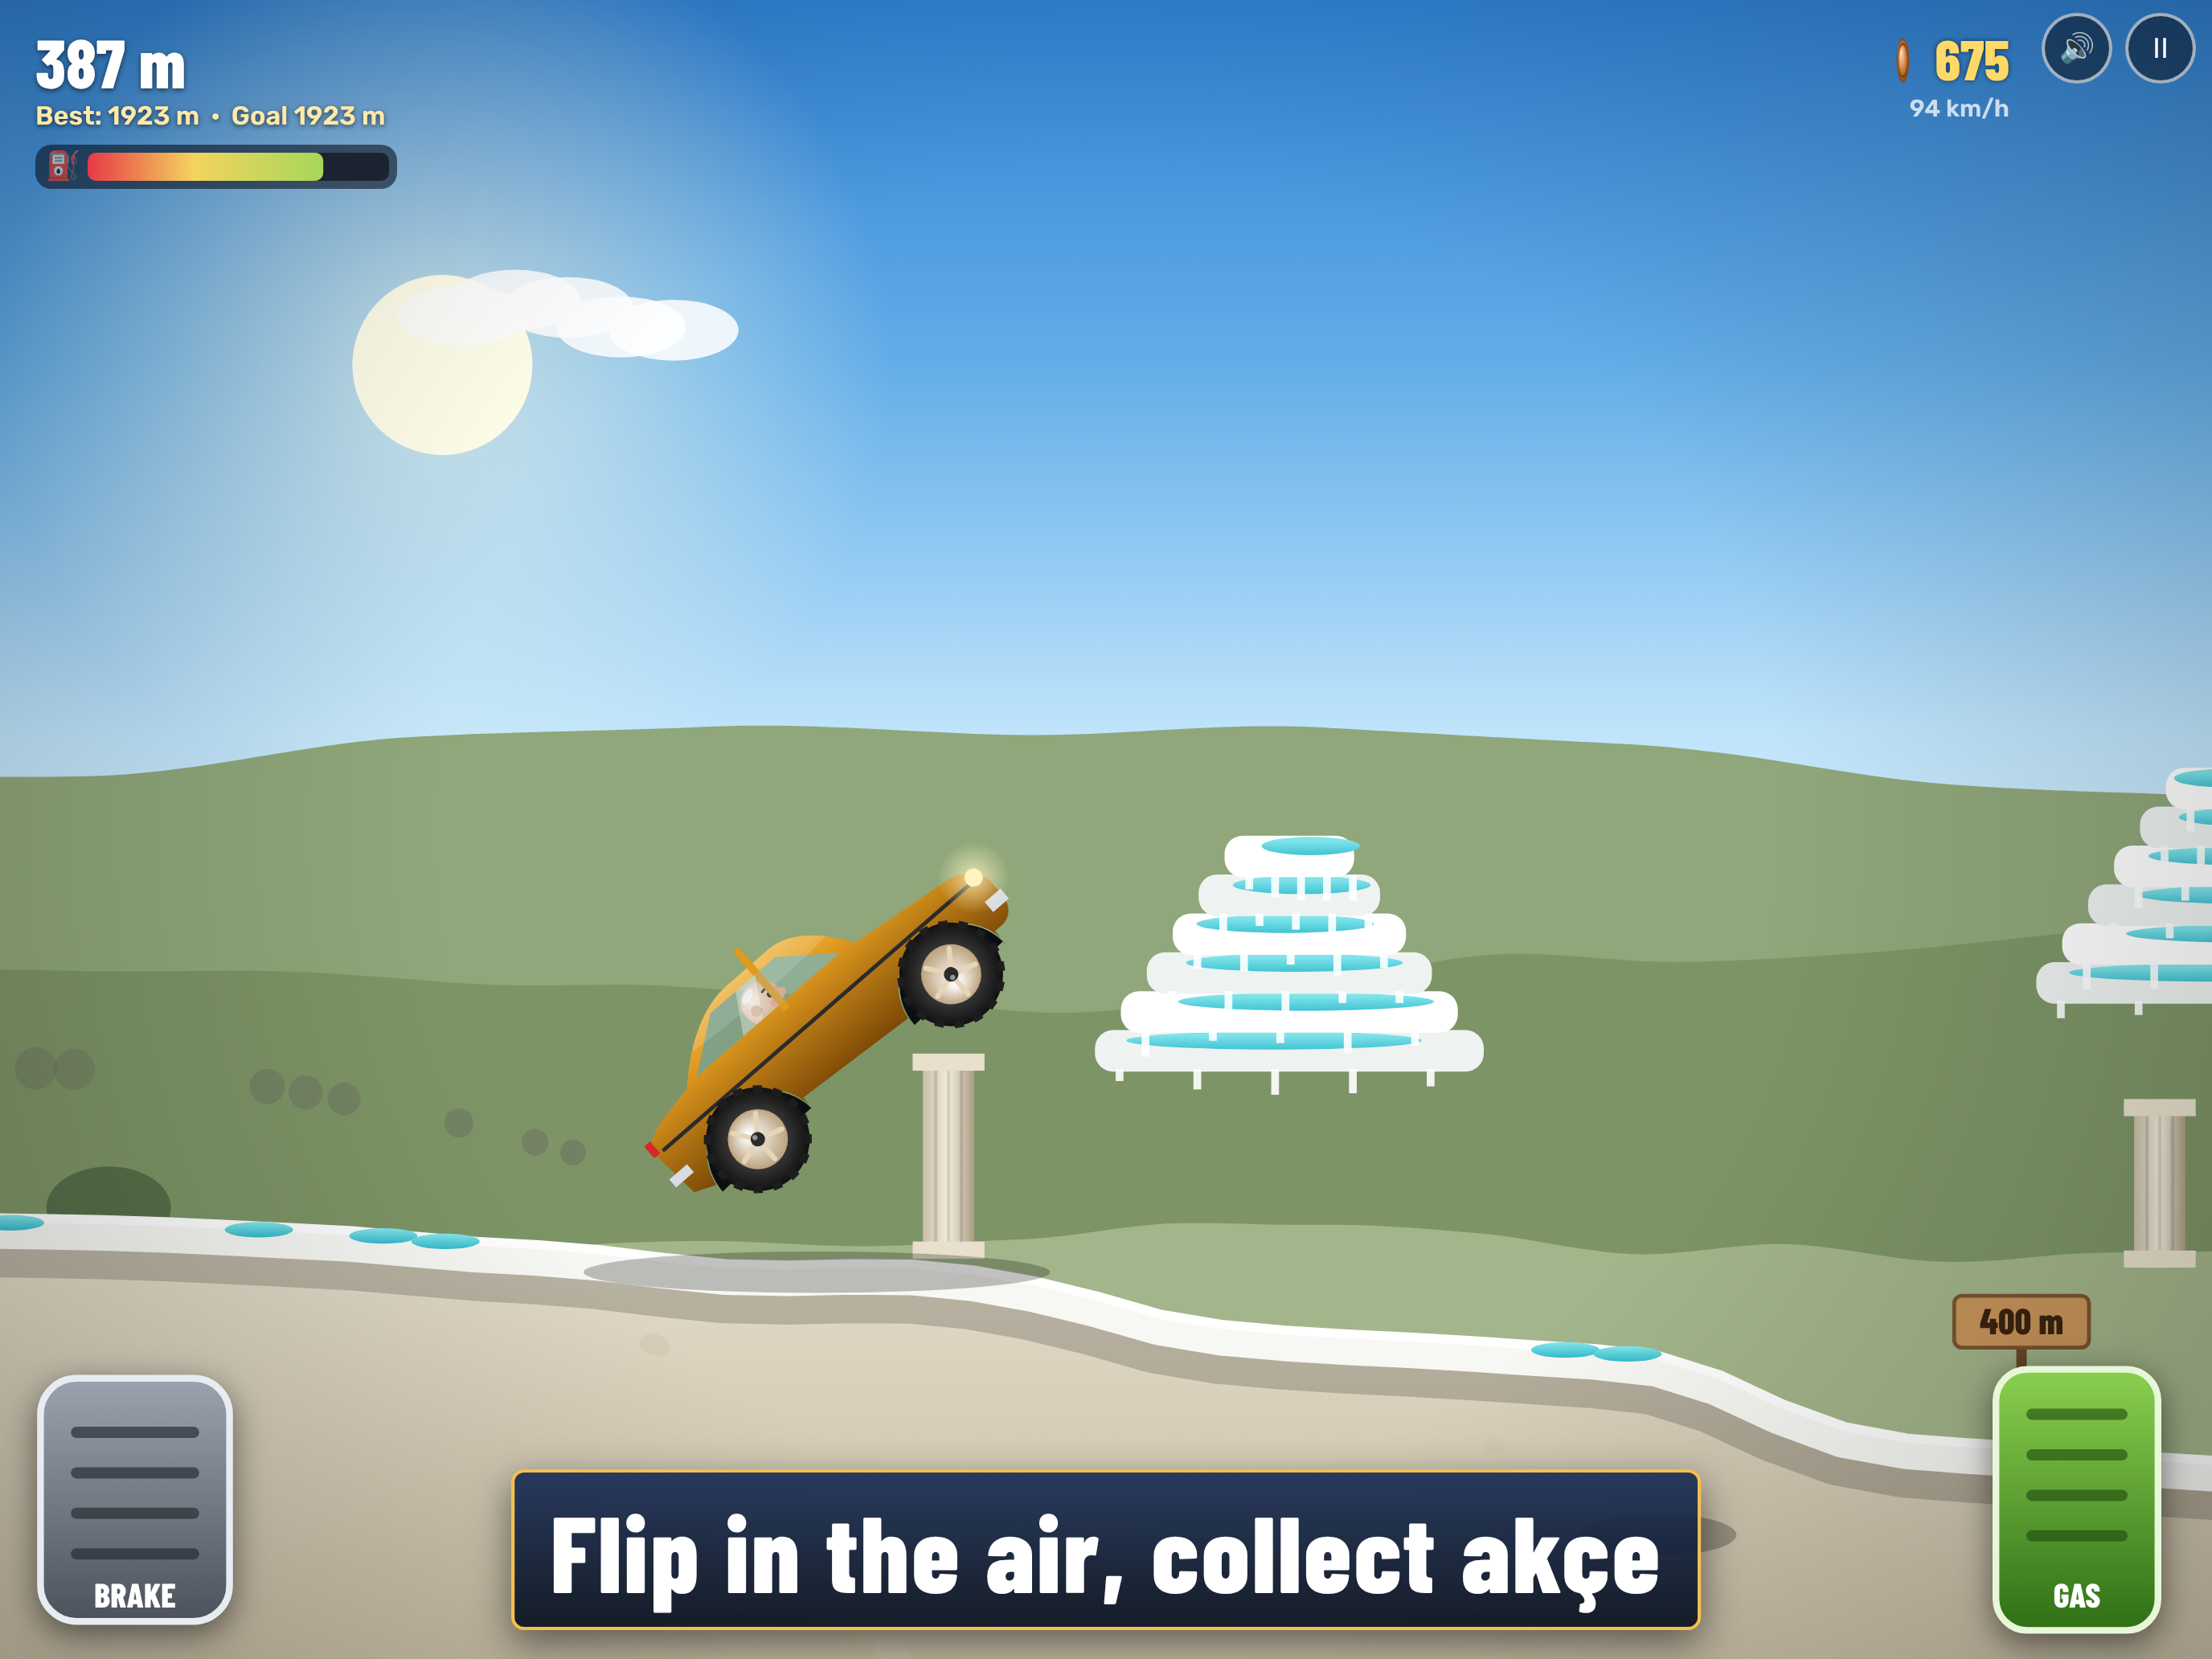 387 m
Best: 1923 m • Goal 1923 m
675
94 km/h
400 m
BRAKE
Flip in the air, collect akçe
GAS